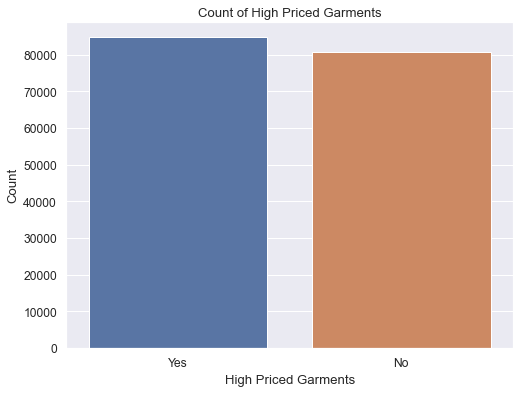 Count of High Priced Garments
80000
70000
60000
50000
40000
30000
20000
10000
0
Count
Yes
No
High Priced Garments